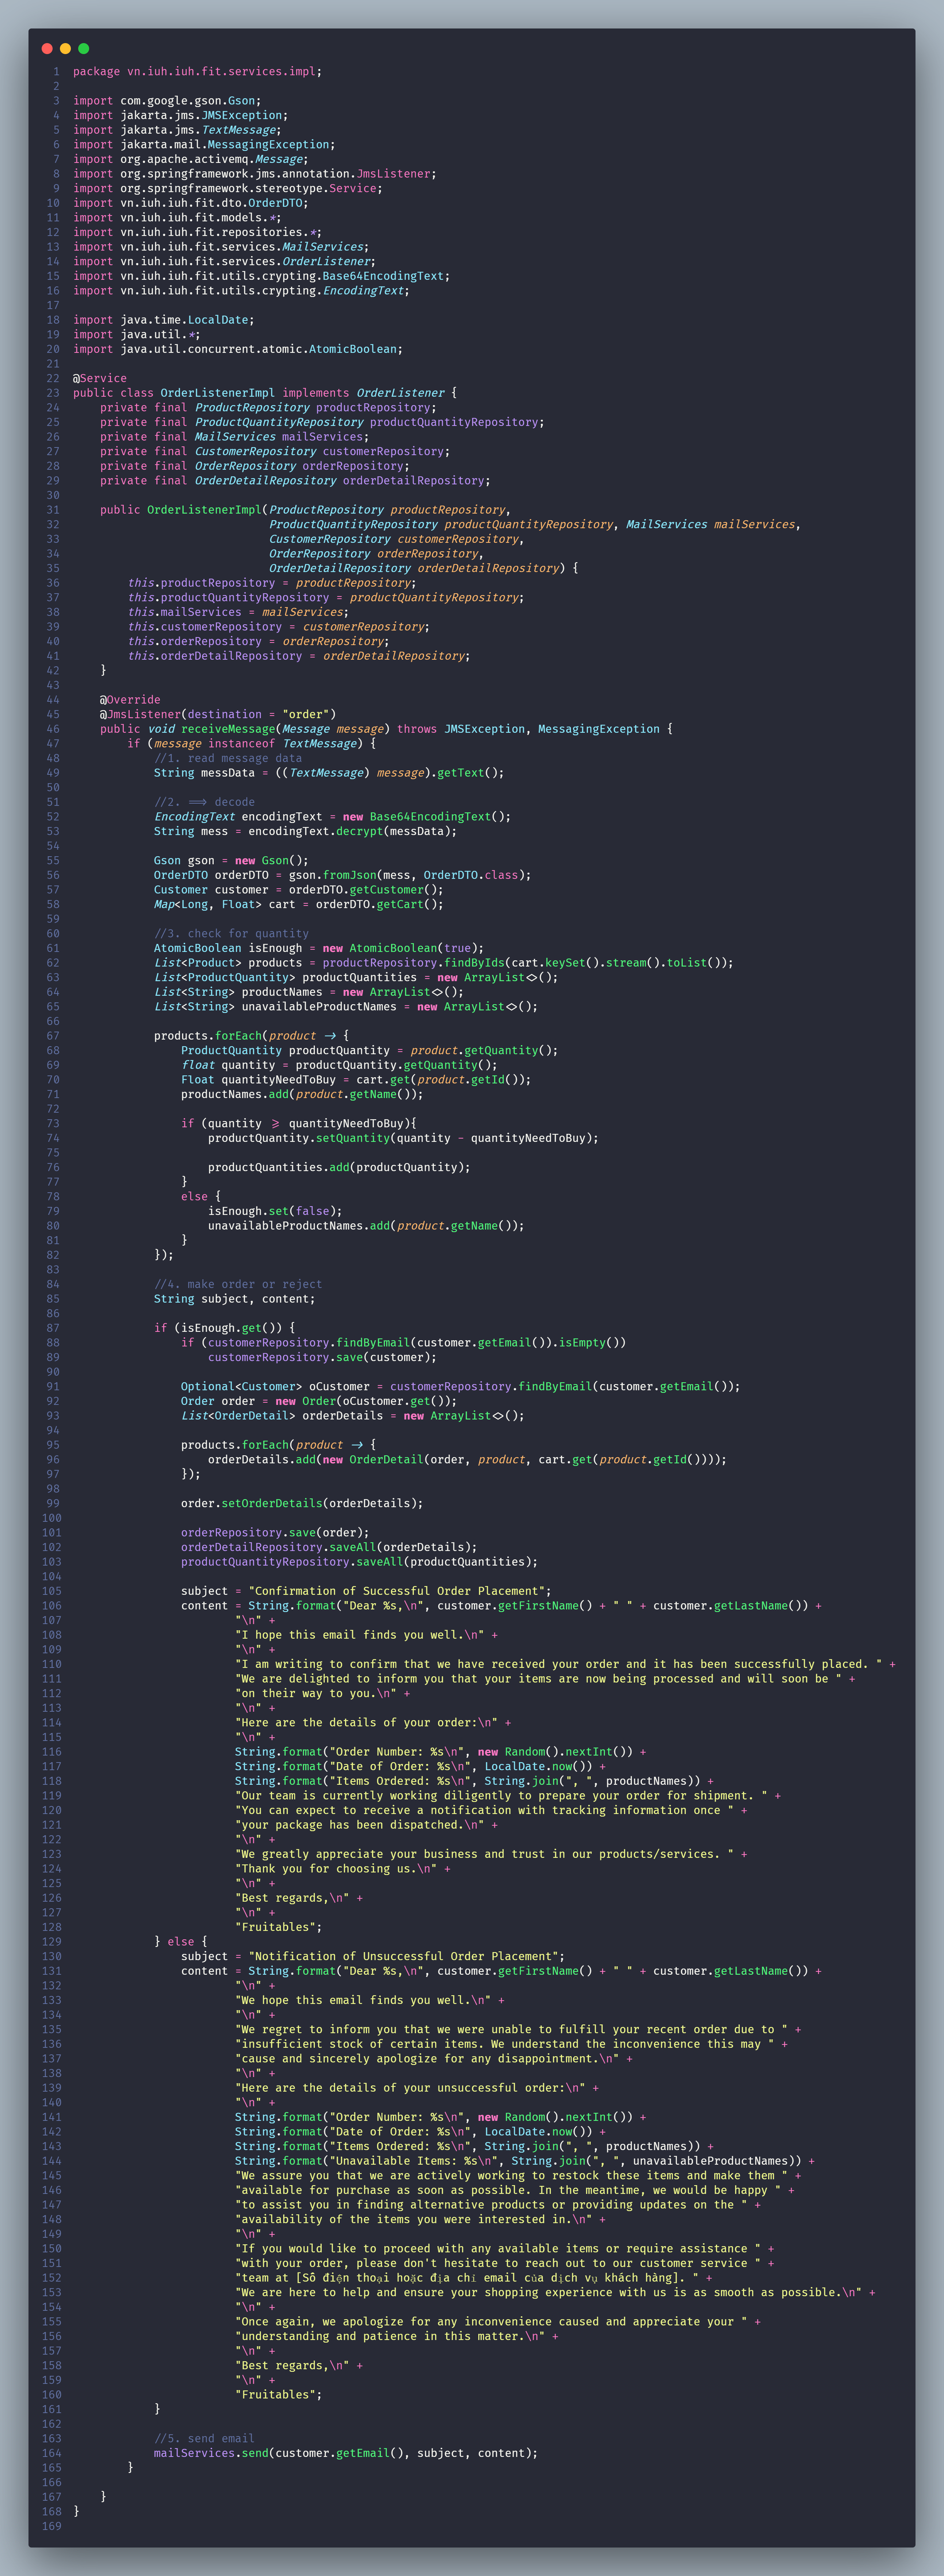 1 package vn.iuh.iuh.fit.services.impl;
2
3 import com.google.gson.Gson;
4 import jakarta.jms.JMSException;
5 import jakarta.jms.TextMessage;
6 import jakarta.mail.MessagingException;
7 import org.apache.activemq.Message;
8 import org.springframework.jms.annotation.JmsListener;
9 import org.springframework.stereotype.Service;
10 import vn.iuh.iuh.fit.dto.OrderDTO;
11 import vn.iuh.iuh.fit.models.*;
12 import vn.iuh.iuh.fit.repositories.*;
13 import vn.iuh.iuh.fit.services.MailServices;
14 import vn.iuh.iuh.fit.services.OrderListener;
15 import vn.iuh.iuh.fit.utils.crypting.Base64EncodingText;
16 import vn.iuh.iuh.fit.utils.crypting.EncodingText;
17
18 import java.time.LocalDate;
19 import java.util.*;
20 import java.util.concurrent.atomic.AtomicBoolean;
21
22 @Service
23 public class OrderListenerImpl implements OrderListener {
24     private final ProductRepository productRepository;
25     private final ProductQuantityRepository productQuantityRepository;
26     private final MailServices mailServices;
27     private final CustomerRepository customerRepository;
28     private final OrderRepository orderRepository;
29     private final OrderDetailRepository orderDetailRepository;
30
31     public OrderListenerImpl(ProductRepository productRepository,
32                              ProductQuantityRepository productQuantityRepository, MailServices mailServices,
33                              CustomerRepository customerRepository,
34                              OrderRepository orderRepository,
35                              OrderDetailRepository orderDetailRepository) {
36         this.productRepository = productRepository;
37         this.productQuantityRepository = productQuantityRepository;
38         this.mailServices = mailServices;
39         this.customerRepository = customerRepository;
40         this.orderRepository = orderRepository;
41         this.orderDetailRepository = orderDetailRepository;
42     }
43
44     @Override
45     @JmsListener(destination = "order")
46     public void receiveMessage(Message message) throws JMSException, MessagingException {
47         if (message instanceof TextMessage) {
48             //1. read message data
49             String messData = ((TextMessage) message).getText();
50
51             //2. ==> decode
52             EncodingText encodingText = new Base64EncodingText();
53             String mess = encodingText.decrypt(messData);
54
55             Gson gson = new Gson();
56             OrderDTO orderDTO = gson.fromJson(mess, OrderDTO.class);
57             Customer customer = orderDTO.getCustomer();
58             Map<Long, Float> cart = orderDTO.getCart();
59
60             //3. check for quantity
61             AtomicBoolean isEnough = new AtomicBoolean(true);
62             List<Product> products = productRepository.findByIds(cart.keySet().stream().toList());
63             List<ProductQuantity> productQuantities = new ArrayList<>();
64             List<String> productNames = new ArrayList<>();
65             List<String> unavailableProductNames = new ArrayList<>();
66
67             products.forEach(product -> {
68                 ProductQuantity productQuantity = product.getQuantity();
69                 float quantity = productQuantity.getQuantity();
70                 Float quantityNeedToBuy = cart.get(product.getId());
71                 productNames.add(product.getName());
72
73                 if (quantity >= quantityNeedToBuy){
74                     productQuantity.setQuantity(quantity - quantityNeedToBuy);
75
76                     productQuantities.add(productQuantity);
77                 }
78                 else {
79                     isEnough.set(false);
80                     unavailableProductNames.add(product.getName());
81                 }
82             });
83
84             //4. make order or reject
85             String subject, content;
86
87             if (isEnough.get()) {
88                 if (customerRepository.findByEmail(customer.getEmail()).isEmpty())
89                     customerRepository.save(customer);
90
91                 Optional<Customer> oCustomer = customerRepository.findByEmail(customer.getEmail());
92                 Order order = new Order(oCustomer.get());
93                 List<OrderDetail> orderDetails = new ArrayList<>();
94
95                 products.forEach(product -> {
96                     orderDetails.add(new OrderDetail(order, product, cart.get(product.getId())));
97                 });
98
99                 order.setOrderDetails(orderDetails);
100
101                 orderRepository.save(order);
102                 orderDetailRepository.saveAll(orderDetails);
103                 productQuantityRepository.saveAll(productQuantities);
104
105                 subject = "Confirmation of Successful Order Placement";
106                 content = String.format("Dear %s,\n", customer.getFirstName() + " " + customer.getLastName()) +
107                         "\n" +
108                         "I hope this email finds you well.\n" +
109                         "\n" +
110                         "I am writing to confirm that we have received your order and it has been successfully placed. " +
111                         "We are delighted to inform you that your items are now being processed and will soon be " +
112                         "on their way to you.\n" +
113                         "\n" +
114                         "Here are the details of your order:\n" +
115                         "\n" +
116                         String.format("Order Number: %s\n", new Random().nextInt()) +
117                         String.format("Date of Order: %s\n", LocalDate.now()) +
118                         String.format("Items Ordered: %s\n", String.join(", ", productNames)) +
119                         "Our team is currently working diligently to prepare your order for shipment. " +
120                         "You can expect to receive a notification with tracking information once " +
121                         "your package has been dispatched.\n" +
122                         "\n" +
123                         "We greatly appreciate your business and trust in our products/services. " +
124                         "Thank you for choosing us.\n" +
125                         "\n" +
126                         "Best regards,\n" +
127                         "\n" +
128                         "Fruitables";
129             } else {
130                 subject = "Notification of Unsuccessful Order Placement";
131                 content = String.format("Dear %s,\n", customer.getFirstName() + " " + customer.getLastName()) +
132                         "\n" +
133                         "We hope this email finds you well.\n" +
134                         "\n" +
135                         "We regret to inform you that we were unable to fulfill your recent order due to " +
136                         "insufficient stock of certain items. We understand the inconvenience this may " +
137                         "cause and sincerely apologize for any disappointment.\n" +
138                         "\n" +
139                         "Here are the details of your unsuccessful order:\n" +
140                         "\n" +
141                         String.format("Order Number: %s\n", new Random().nextInt()) +
142                         String.format("Date of Order: %s\n", LocalDate.now()) +
143                         String.format("Items Ordered: %s\n", String.join(", ", productNames)) +
144                         String.format("Unavailable Items: %s\n", String.join(", ", unavailableProductNames)) +
145                         "We assure you that we are actively working to restock these items and make them " +
146                         "available for purchase as soon as possible. In the meantime, we would be happy " +
147                         "to assist you in finding alternative products or providing updates on the " +
148                         "availability of the items you were interested in.\n" +
149                         "\n" +
150                         "If you would like to proceed with any available items or require assistance " +
151                         "with your order, please don't hesitate to reach out to our customer service " +
152                         "team at [Số điện thoại hoặc địa chỉ email của dịch vụ khách hàng]. " +
153                         "We are here to help and ensure your shopping experience with us is as smooth as possible.\n" +
154                         "\n" +
155                         "Once again, we apologize for any inconvenience caused and appreciate your " +
156                         "understanding and patience in this matter.\n" +
157                         "\n" +
158                         "Best regards,\n" +
159                         "\n" +
160                         "Fruitables";
161             }
162
163             //5. send email
164             mailServices.send(customer.getEmail(), subject, content);
165         }
166
167     }
168 }
169